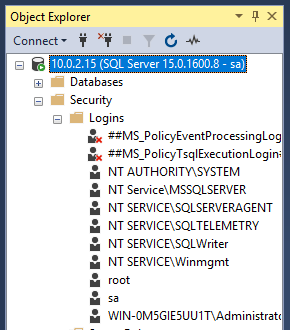 Object Explorer
Connect
10.0.2.15 (SQL Server 15.0.1600.8 - sa)
Databases
Security
Logins
##MS_PolicyEventProcessingLog
##MS_PolicyTsqlExecutionLogin#
NT AUTHORITY\SYSTEM
NT Service\MSSQLSERVER
NT SERVICE\SQLSERVERAGENT
NT SERVICE\SQLTELEMETRY
NT SERVICE\SQLWriter
NT SERVICE\Winmgmt
root
sa
WIN-0M5GIE5UU1T\Administrato